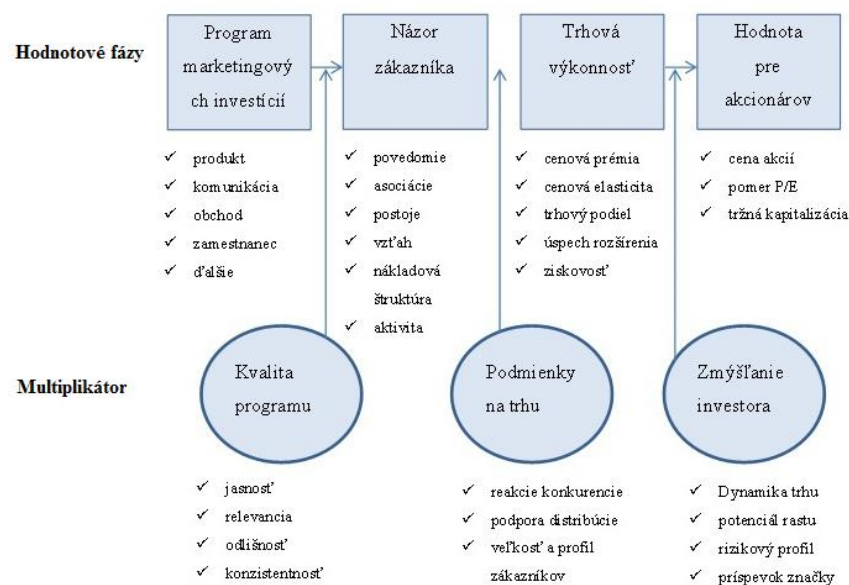 Hodnotové fázy
Program
marketingový
ch investícií
Názor
zákazníka
Trhová
výkonnosť
Hodnota
pre
akcionárov
✓ produkt
✓ komunikácia
✓ obchod
✓ zamestnanec
✓ ďalšie
✓ povedomie
✓ asociácie
✓ postoje
✓ vzťah
✓ nákladová
štruktúra
✓ aktivita
✓ cenová prémia
✓ cenová elasticita
✓ trhový podiel
✓ úspech rozšírenia
✓ ziskovosť
✓ cena akcií
✓ pomer P/E
✓ tržná kapitalizácia
Multiplikátor
Kvalita
programu
Podmienky
na trhu
Zmýšľanie
investora
✓ jasnosť
✓ relevancia
✓ odlišnosť
✓ konzistentnosť
✓ reakcie konkurencie
✓ podpora distribúcie
✓ veľkosť a profil
zákazníkov
✓ Dynamika trhu
✓ potenciál rastu
✓ rizikový profil
✓ príspevok značky